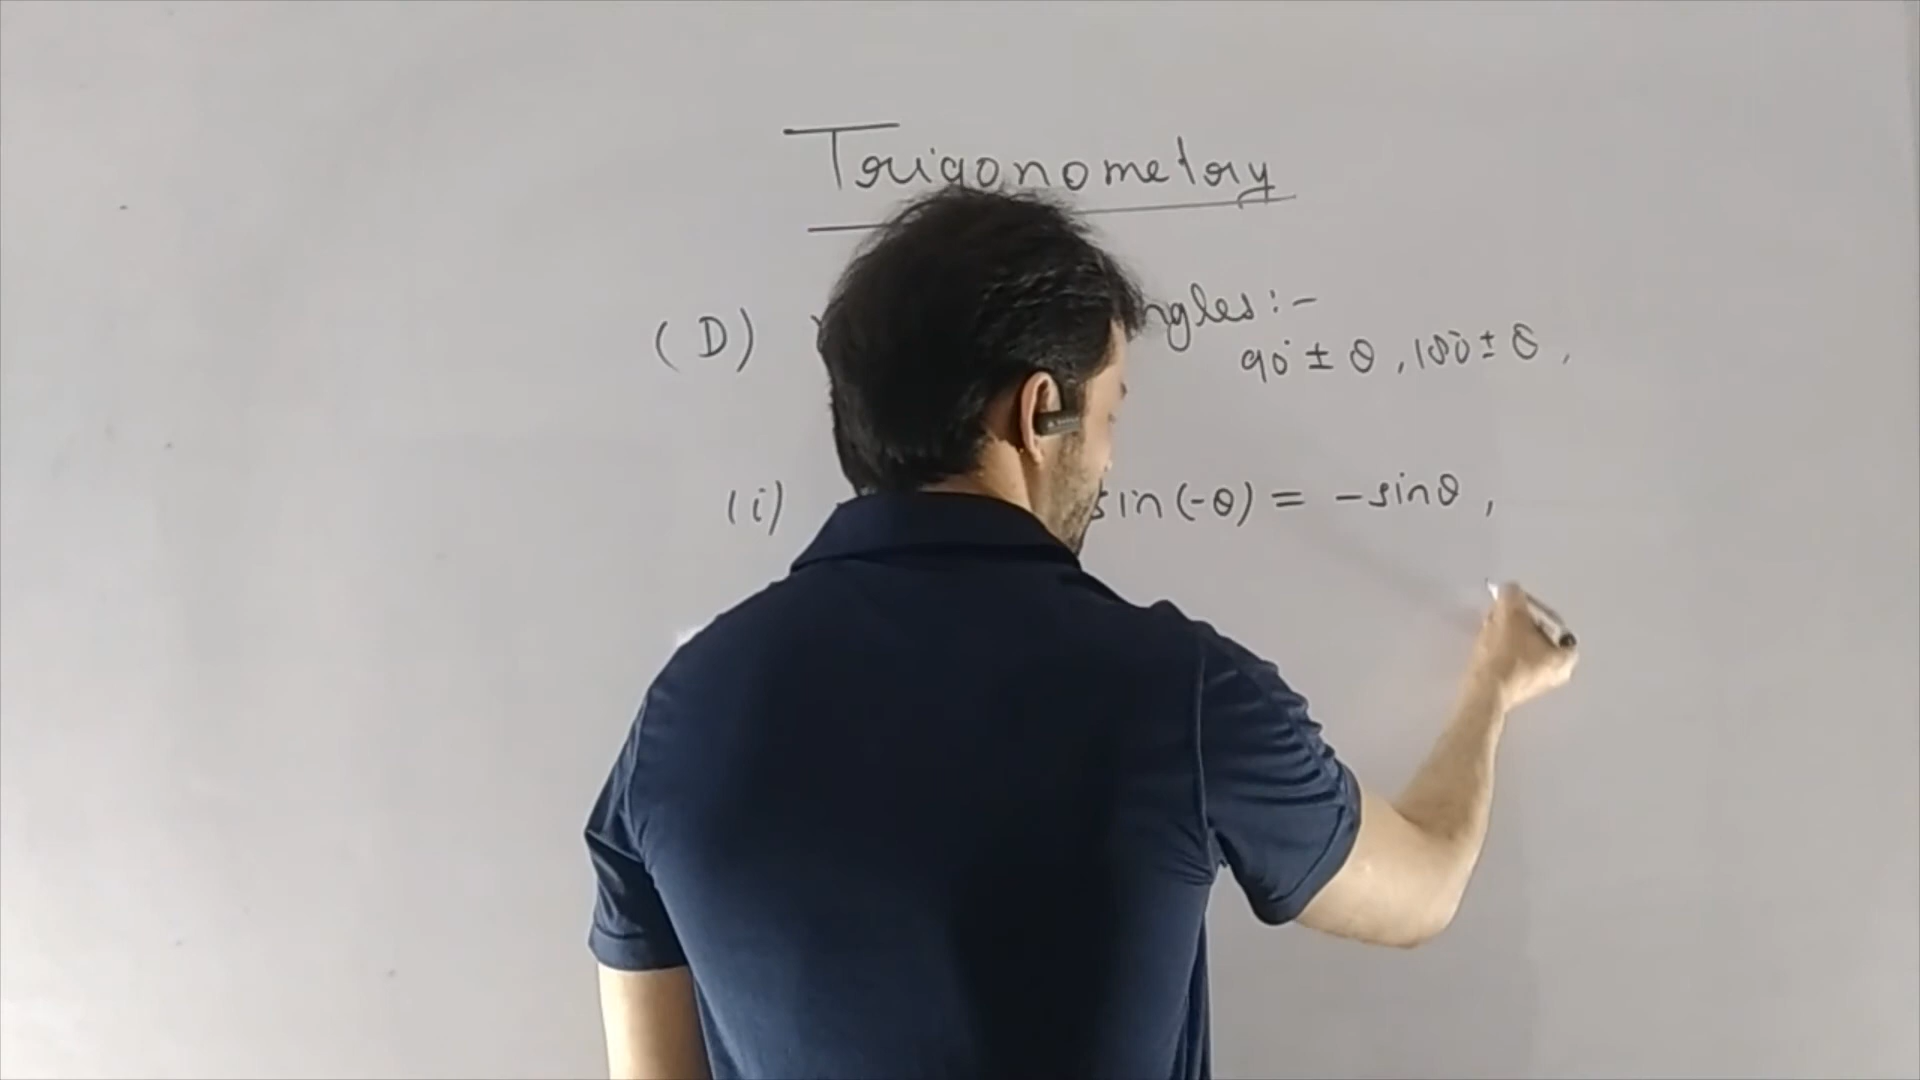 Trigonometry
(D) ngles:-
90° ± θ, 180° ± θ,
(i) sin(-θ) = -sinθ,